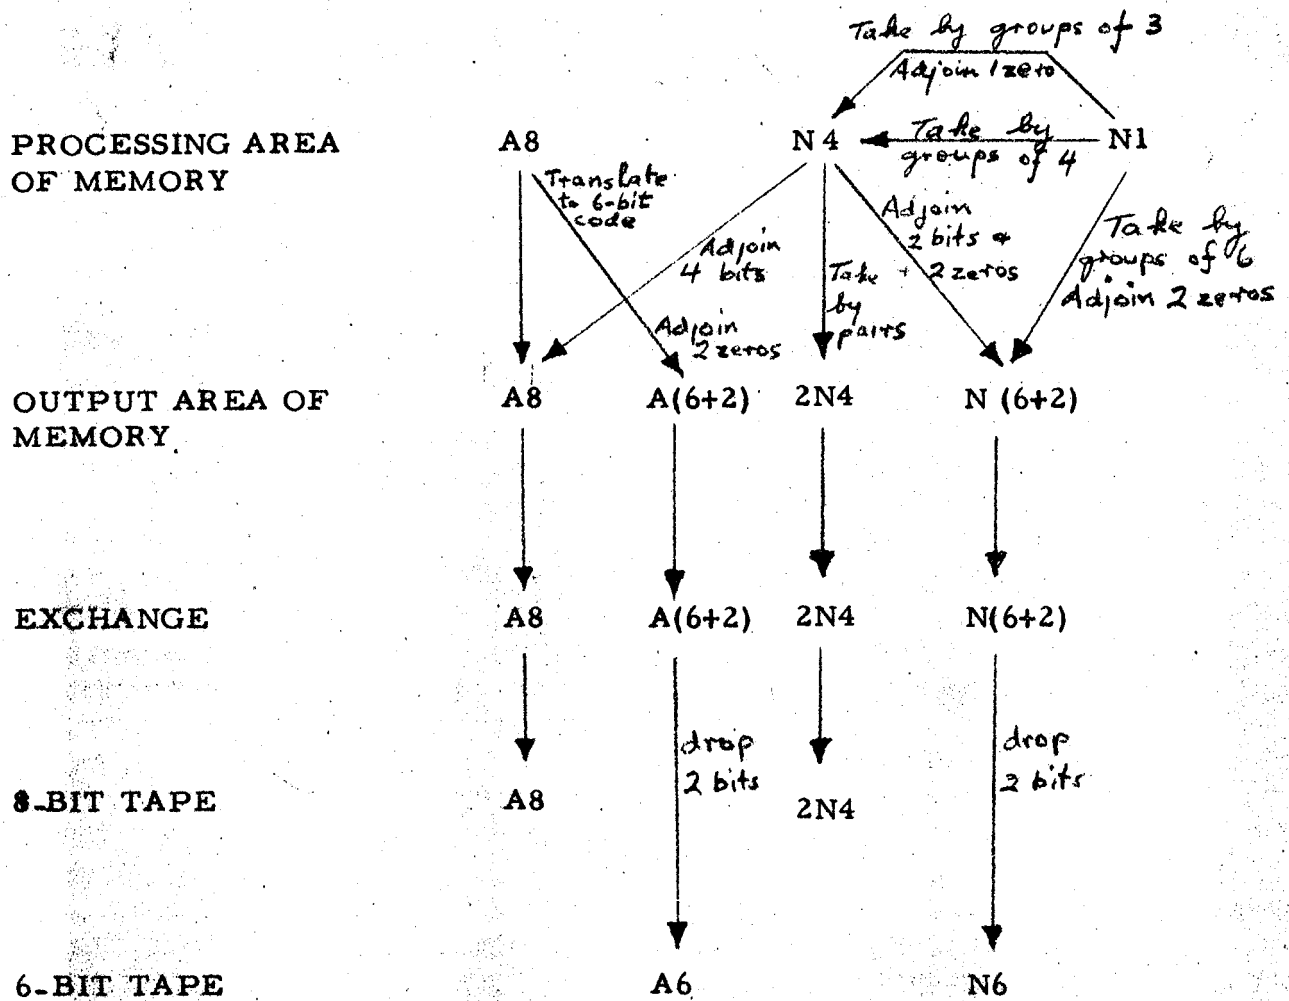 Take by groups of 3
Adjoin 1 zero
PROCESSING AREA
OF MEMORY
A8
N4
Take by
groups of 4
N1
Translate
to 6-bit
code
Adjoin
4 bits
Take
by
pairs
Adjoin
2 bits +
2 zeros
Take by
groups of 6
Adjoin 2 zeros
Adjoin
2 zeros
OUTPUT AREA OF
MEMORY
A8
A(6+2)
2N4
N (6+2)
EXCHANGE
A8
A(6+2)
2N4
N(6+2)
drop
2 bits
drop
2 bits
8-BIT TAPE
A8
2N4
6-BIT TAPE
A6
N6